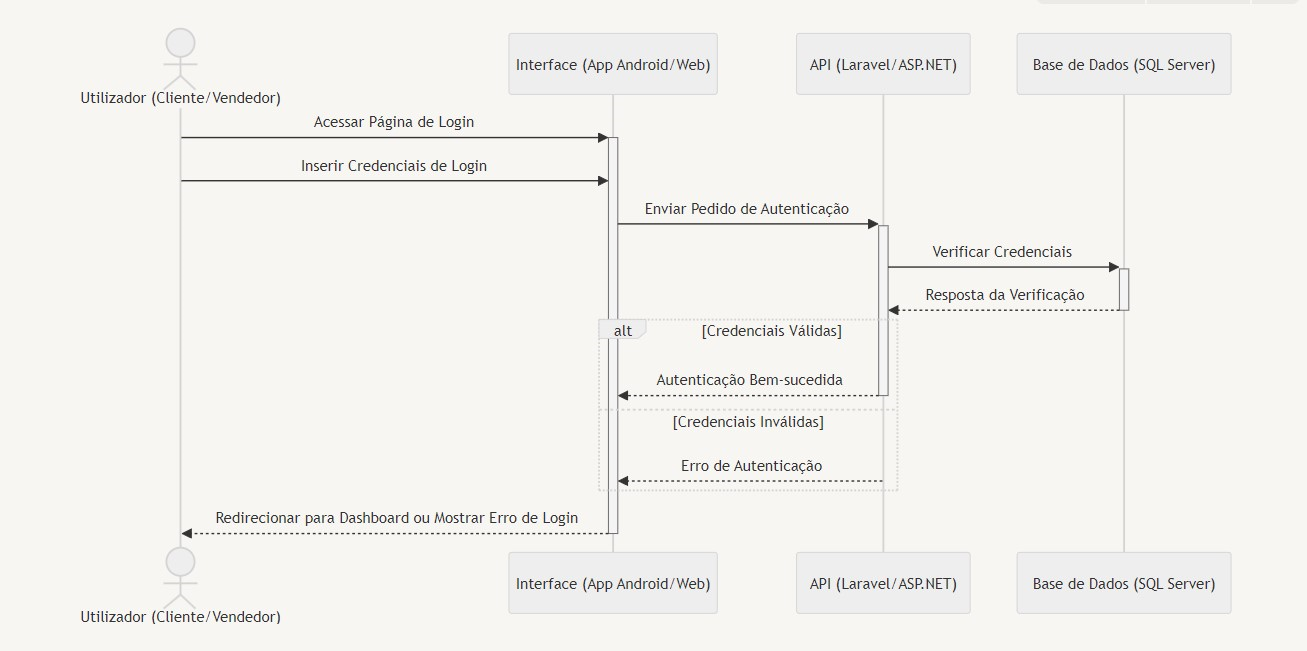 Interface (App Android/Web)
API (Laravel/ASP.NET)
Base de Dados (SQL Server)
Utilizador (Cliente/Vendedor)
Acessar Página de Login
Inserir Credenciais de Login
Enviar Pedido de Autenticação
Verificar Credenciais
Resposta da Verificação
alt
[Credenciais Válidas]
Autenticação Bem-sucedida
[Credenciais Inválidas]
Erro de Autenticação
Redirecionar para Dashboard ou Mostrar Erro de Login
Interface (App Android/Web)
API (Laravel/ASP.NET)
Base de Dados (SQL Server)
Utilizador (Cliente/Vendedor)